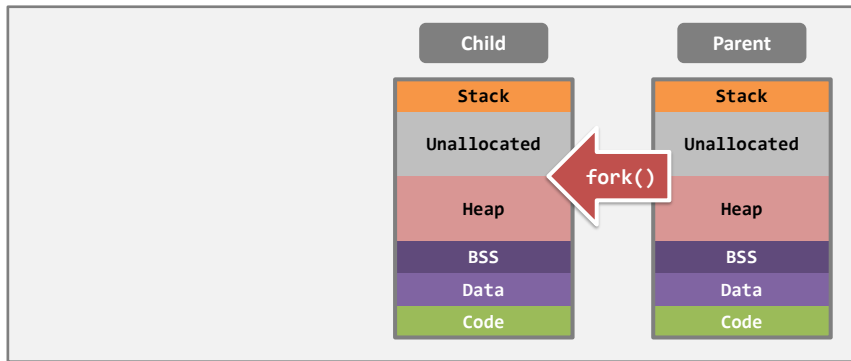 Child
Parent
Stack
Stack
Unallocated
Unallocated
fork()
Heap
Heap
BSS
BSS
Data
Data
Code
Code